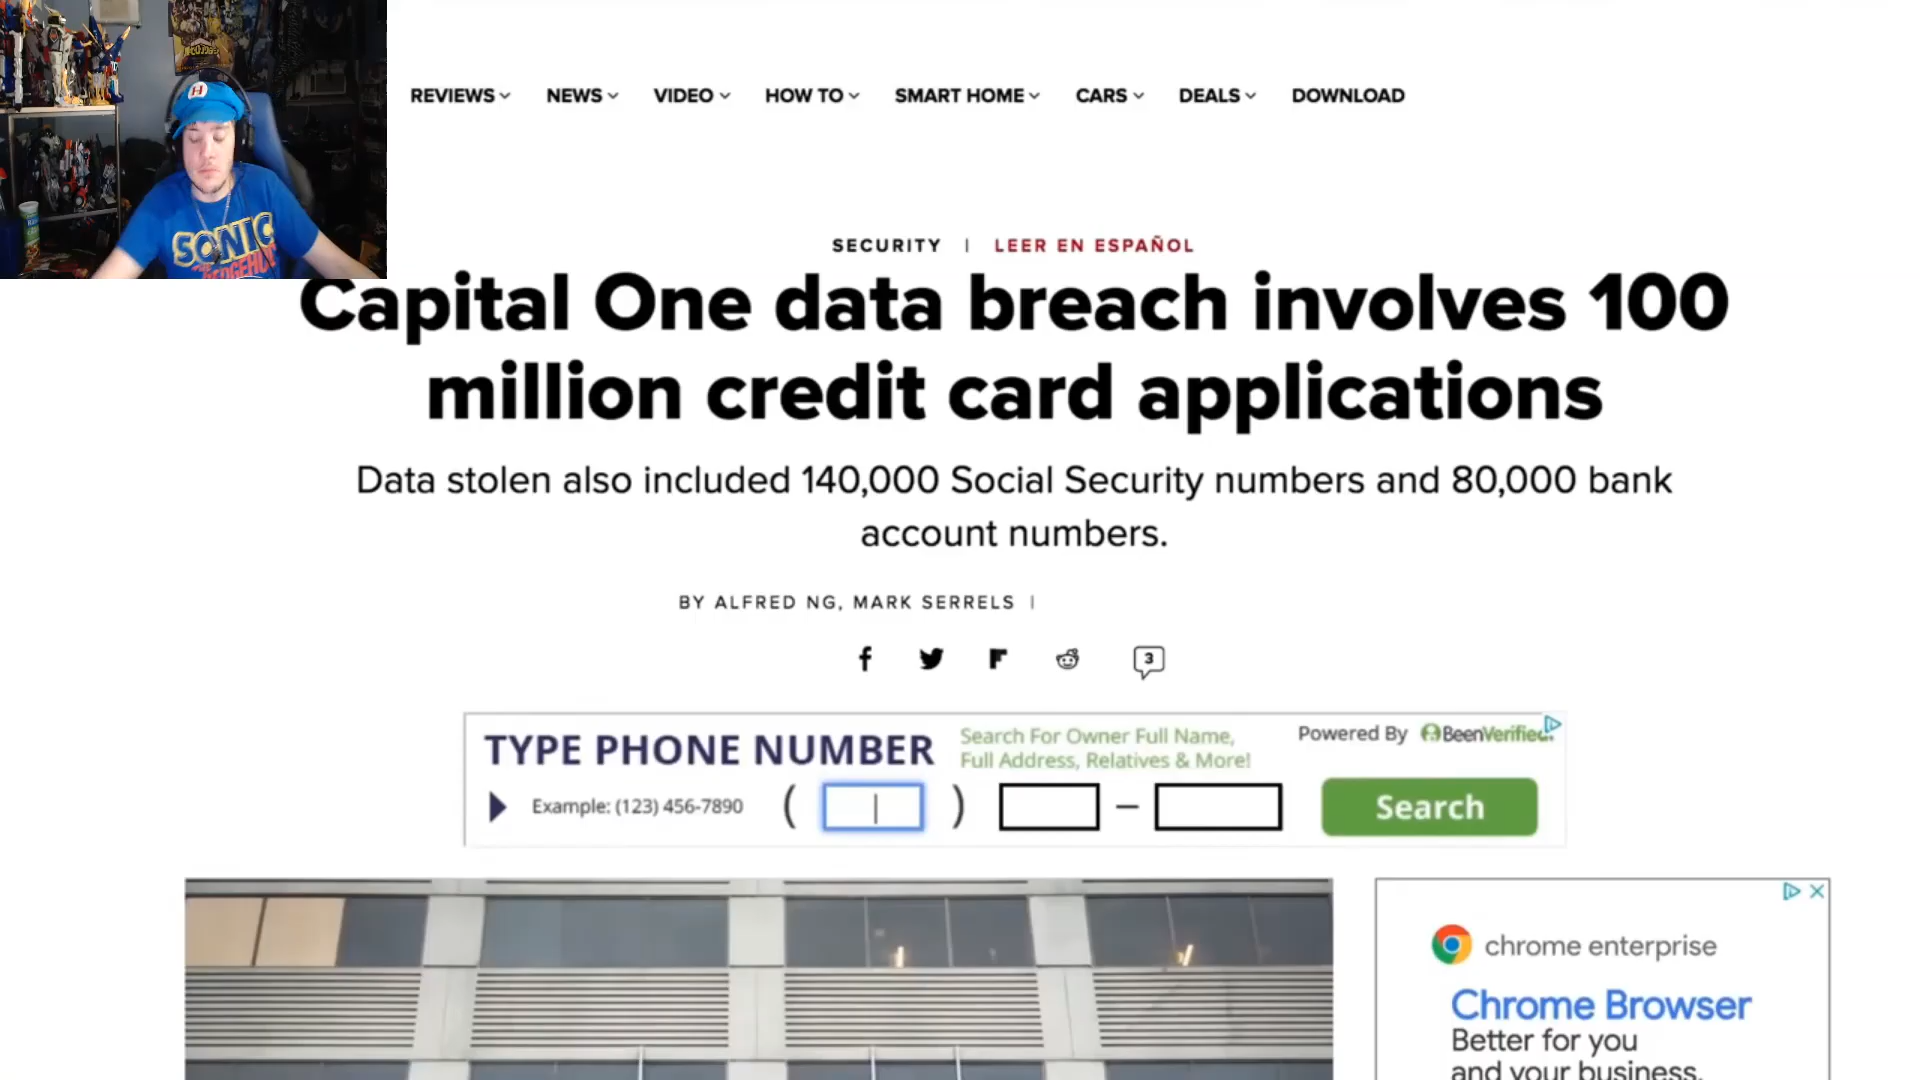 REVIEWS NEWS VIDEO HOW TO SMART HOME CARS DEALS DOWNLOAD
H
SONIC
THE HEDGEHOG
SECURITY | LEER EN ESPAÑOL
Capital One data breach involves 100
million credit card applications
Data stolen also included 140,000 Social Security numbers and 80,000 bank
account numbers.
BY ALFRED NG, MARK SERRELS |
f 3
TYPE PHONE NUMBER
Search For Owner Full Name,
Full Address, Relatives & More!
Powered By BeenVerified.
Example: (123) 456-7890 ( ) –
Search
chrome enterprise
Chrome Browser
Better for you
and your business.